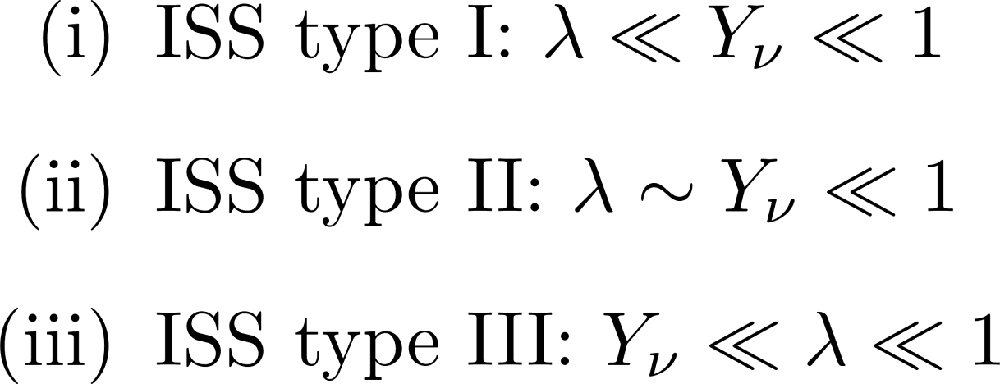 (i) ISS type I: λ ≪ Y_ν ≪ 1
(ii) ISS type II: λ ∼ Y_ν ≪ 1
(iii) ISS type III: Y_ν ≪ λ ≪ 1